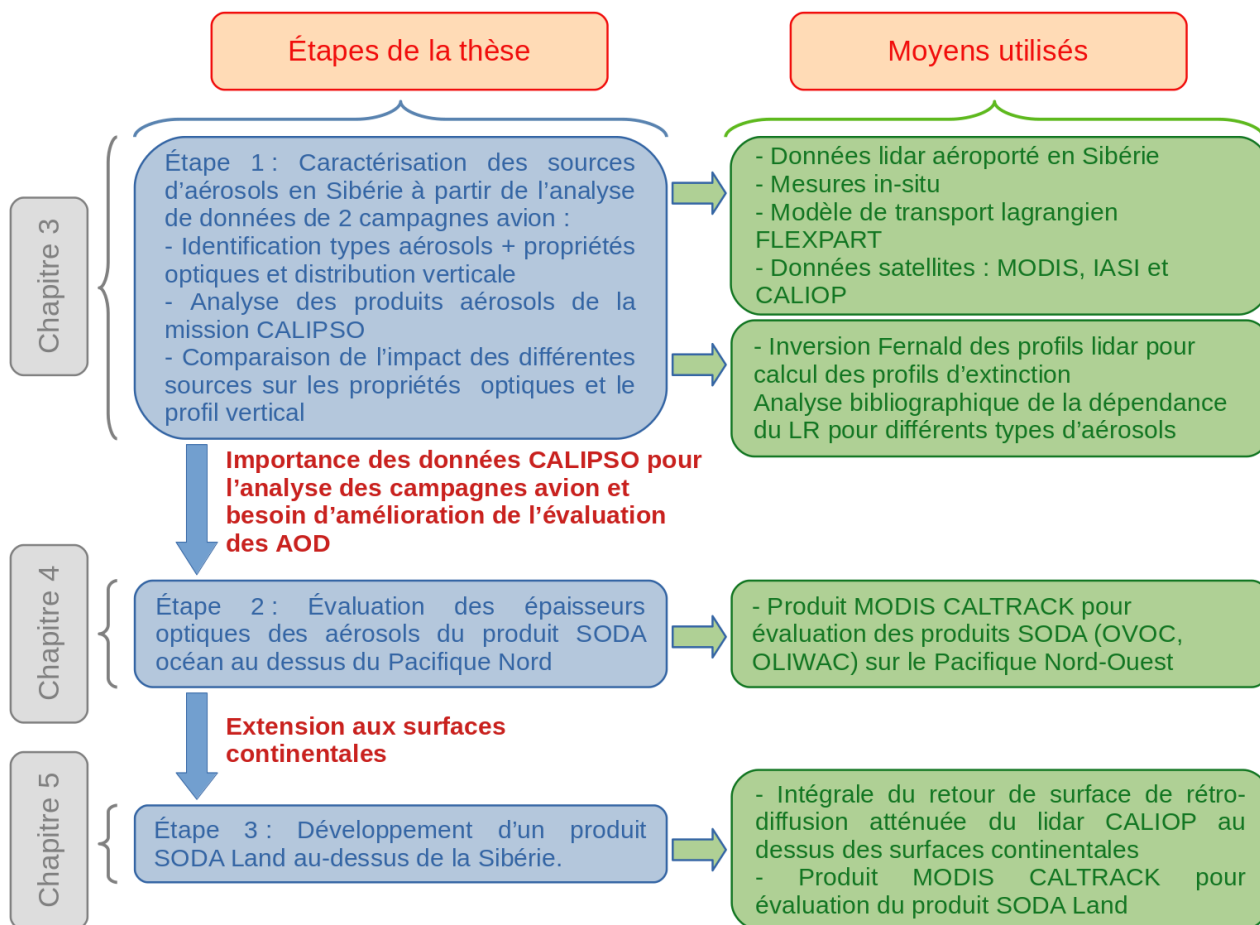 Étapes de la thèse
Moyens utilisés
Chapitre 3
Étape 1 : Caractérisation des sources
d'aérosols en Sibérie à partir de l'analyse
de données de 2 campagnes avion :
- Identification types aérosols + propriétés
optiques et distribution verticale
- Analyse des produits aérosols de la
mission CALIPSO
- Comparaison de l'impact des différentes
sources sur les propriétés optiques et le
profil vertical
- Données lidar aéroporté en Sibérie
- Mesures in-situ
- Modèle de transport lagrangien
FLEXPART
- Données satellites : MODIS, IASI et
CALIOP
- Inversion Fernald des profils lidar pour
calcul des profils d'extinction
Analyse bibliographique de la dépendance
du LR pour différents types d'aérosols
Importance des données CALIPSO pour
l'analyse des campagnes avion et
besoin d'amélioration de l'évaluation
des AOD
Chapitre 4
Étape 2 : Évaluation des épaisseurs
optiques des aérosols du produit SODA
océan au dessus du Pacifique Nord
- Produit MODIS CALTRACK pour
évaluation des produits SODA (OVOC,
OLIWAC) sur le Pacifique Nord-Ouest
Extension aux surfaces
continentales
Chapitre 5
Étape 3 : Développement d'un produit
SODA Land au-dessus de la Sibérie.
- Intégrale du retour de surface de rétro-
diffusion atténuée du lidar CALIOP au
dessus des surfaces continentales
- Produit MODIS CALTRACK pour
évaluation du produit SODA Land